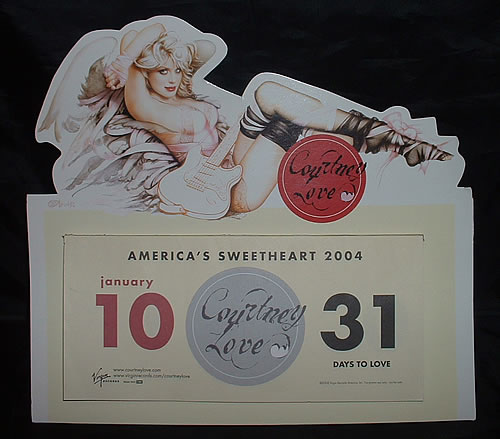 Courtney
Love
AMERICA'S SWEETHEART 2004
january
10
Courtney
Love
31
DAYS TO LOVE
Virgin
RECORDS
www.courtneylove.com
www.virginrecords.com/courtneylove